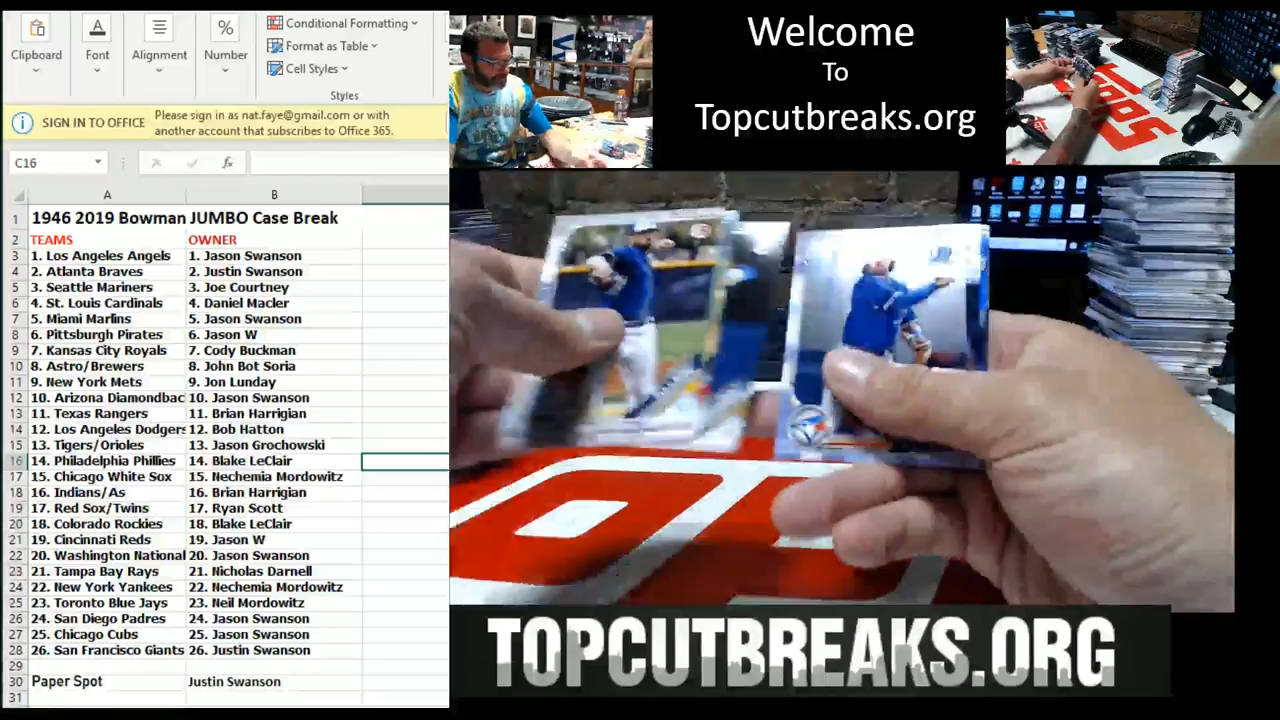 Clipboard
Font
Alignment
Number
Conditional Formatting
Format as Table
Cell Styles
Styles
SIGN IN TO OFFICE
Please sign in as nat.faye@gmail.com or with
another account that subscribes to Office 365.
C16
fx
A B
1 1946 2019 Bowman JUMBO Case Break
2 TEAMS OWNER
3 1. Los Angeles Angels 1. Jason Swanson
4 2. Atlanta Braves 2. Justin Swanson
5 3. Seattle Mariners 3. Joe Courtney
6 4. St. Louis Cardinals 4. Daniel Macler
7 5. Miami Marlins 5. Jason Swanson
8 6. Pittsburgh Pirates 6. Jason W
9 7. Kansas City Royals 7. Cody Buckman
10 8. Astro/Brewers 8. John Bot Soria
11 9. New York Mets 9. Jon Lunday
12 10. Arizona Diamondbac 10. Jason Swanson
13 11. Texas Rangers 11. Brian Harrigian
14 12. Los Angeles Dodgers 12. Bob Hatton
15 13. Tigers/Orioles 13. Jason Grochowski
16 14. Philadelphia Phillies 14. Blake LeClair
17 15. Chicago White Sox 15. Nechemia Mordowitz
18 16. Indians/As 16. Brian Harrigian
19 17. Red Sox/Twins 17. Ryan Scott
20 18. Colorado Rockies 18. Blake LeClair
21 19. Cincinnati Reds 19. Jason W
22 20. Washington National 20. Jason Swanson
23 21. Tampa Bay Rays 21. Nicholas Darnell
24 22. New York Yankees 22. Nechemia Mordowitz
25 23. Toronto Blue Jays 23. Neil Mordowitz
26 24. San Diego Padres 24. Jason Swanson
27 25. Chicago Cubs 25. Jason Swanson
28 26. San Francisco Giants 26. Justin Swanson
29
30 Paper Spot Justin Swanson
31
Welcome
To
Topcutbreaks.org
TOPCUTBREAKS.ORG